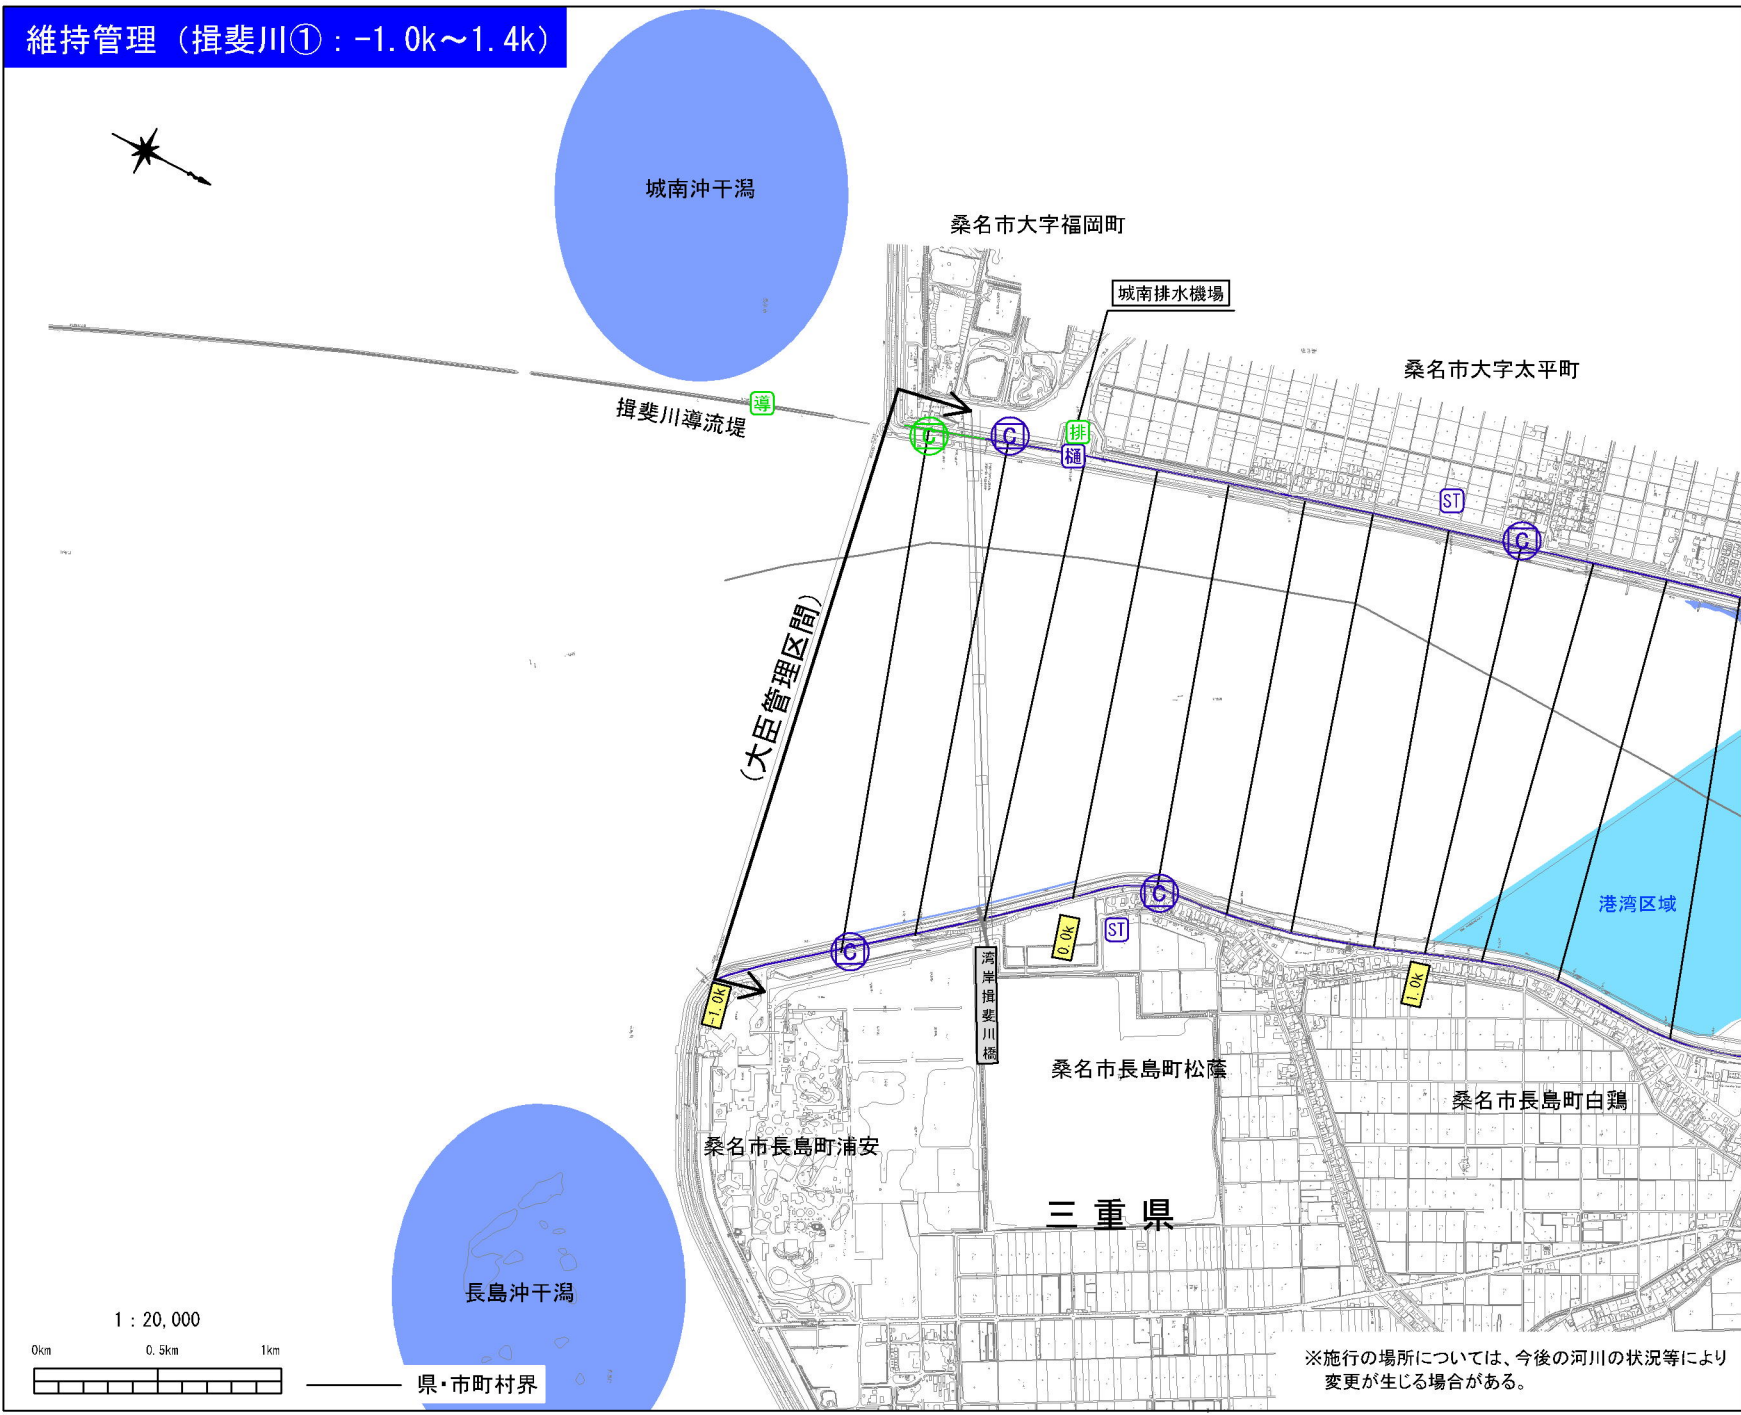 維持管理（揖斐川①：-1.0k～1.4k）
城南沖干潟
桑名市大字福岡町
城南排水機場
桑名市大字太平町
導
揖斐川導流堤
C
C
排
樋
ST
C
（大臣管理区間）
港湾区域
C
C
ST
0.0k
-1.0k
1.0k
湾岸揖斐川橋
桑名市長島町松蔭
桑名市長島町白鶏
桑名市長島町浦安
三重県
長島沖干潟
1：20,000
0km 0.5km 1km
県・市町村界
※施行の場所については、今後の河川の状況等により
変更が生じる場合がある。